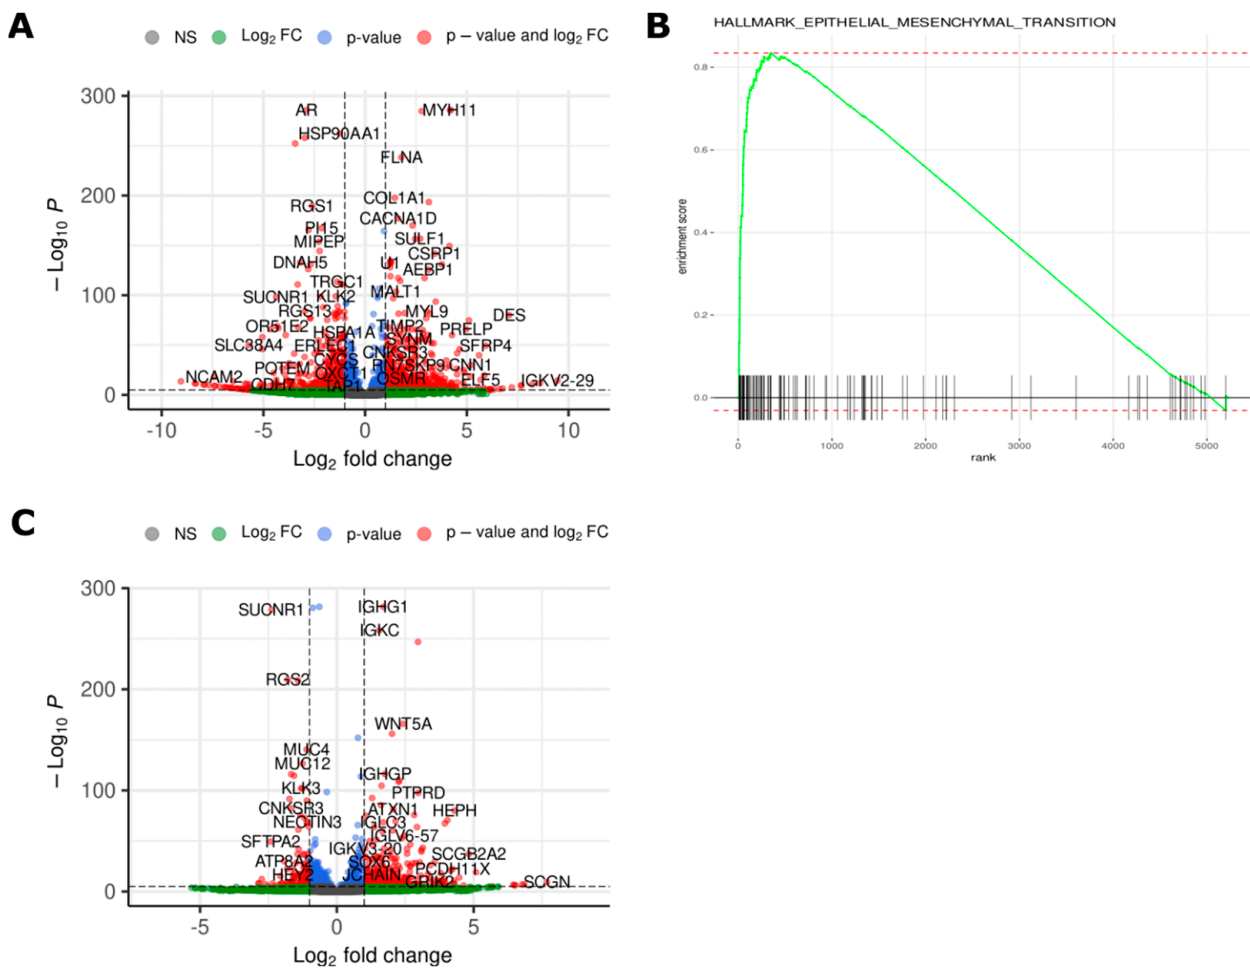 A
NS Log2 FC p-value p – value and log2 FC
300
200
100
0
– Log10 P
AR
MYH11
HSP90AA1
FLNA
RGS1
COL1A1
PI15
CACNA1D
MIPEP
SULF1
CSRP1
DNAH5
U1
AEBP1
TRGC1
SUCNR1
KLK2
MALT1
RGS13
MYL9
DES
OR51E2
HSPA1A
TIMP2
PRELP
SLC38A4
ERLEC1
SYNM
SFRP4
CYCS
CNKSR3
POTEM
OXCT1
RN7SKP9
CNN1
NCAM2
CDH7
TAP1
OSMR
ELF5
IGKV2-29
-10 -5 0 5 10
Log2 fold change
B
HALLMARK_EPITHELIAL_MESENCHYMAL_TRANSITION
0.8
0.6
0.4
0.2
0.0
enrichment score
0 1000 2000 3000 4000 5000
rank
C
NS Log2 FC p-value p – value and log2 FC
300
200
100
0
– Log10 P
SUCNR1
IGHG1
IGKC
RGS2
WNT5A
MUC4
MUC12
IGHGP
KLK3
PTPRD
CNKSR3
ATXN1
HEPH
NECTIN3
IGLC3
SFTPA2
IGLV6-57
IGKV3-20
SCGB2A2
ATP8A2
SOX6
PCDH11X
HEY2
JCHAIN
GRIK2
SCGN
-5 0 5
Log2 fold change